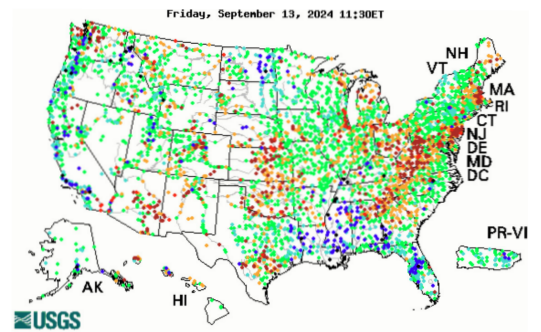 Friday, September 13, 2024 11:30ET
NH
VT
MA
RI
CT
NJ
DE
MD
DC
PR-VI
AK
HI
USGS